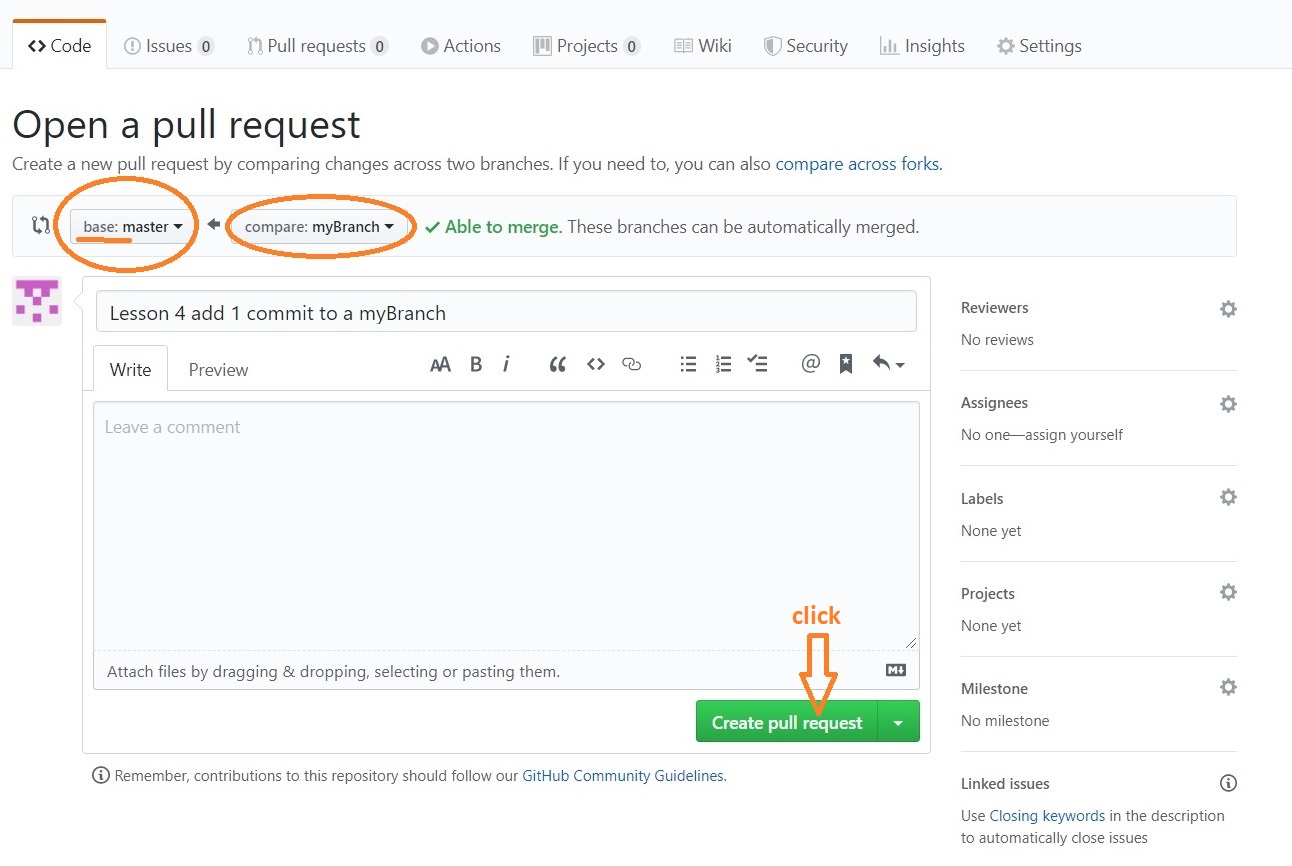 Code Issues 0 Pull requests 0 Actions Projects 0 Wiki Security Insights Settings
Open a pull request
Create a new pull request by comparing changes across two branches. If you need to, you can also compare across forks.
base: master compare: myBranch Able to merge. These branches can be automatically merged.
Lesson 4 add 1 commit to a myBranch
Write Preview AA B i
Leave a comment
click
Attach files by dragging & dropping, selecting or pasting them. M
Create pull request
Remember, contributions to this repository should follow our GitHub Community Guidelines.
Reviewers
No reviews
Assignees
No one—assign yourself
Labels
None yet
Projects
None yet
Milestone
No milestone
Linked issues
Use Closing keywords in the description
to automatically close issues